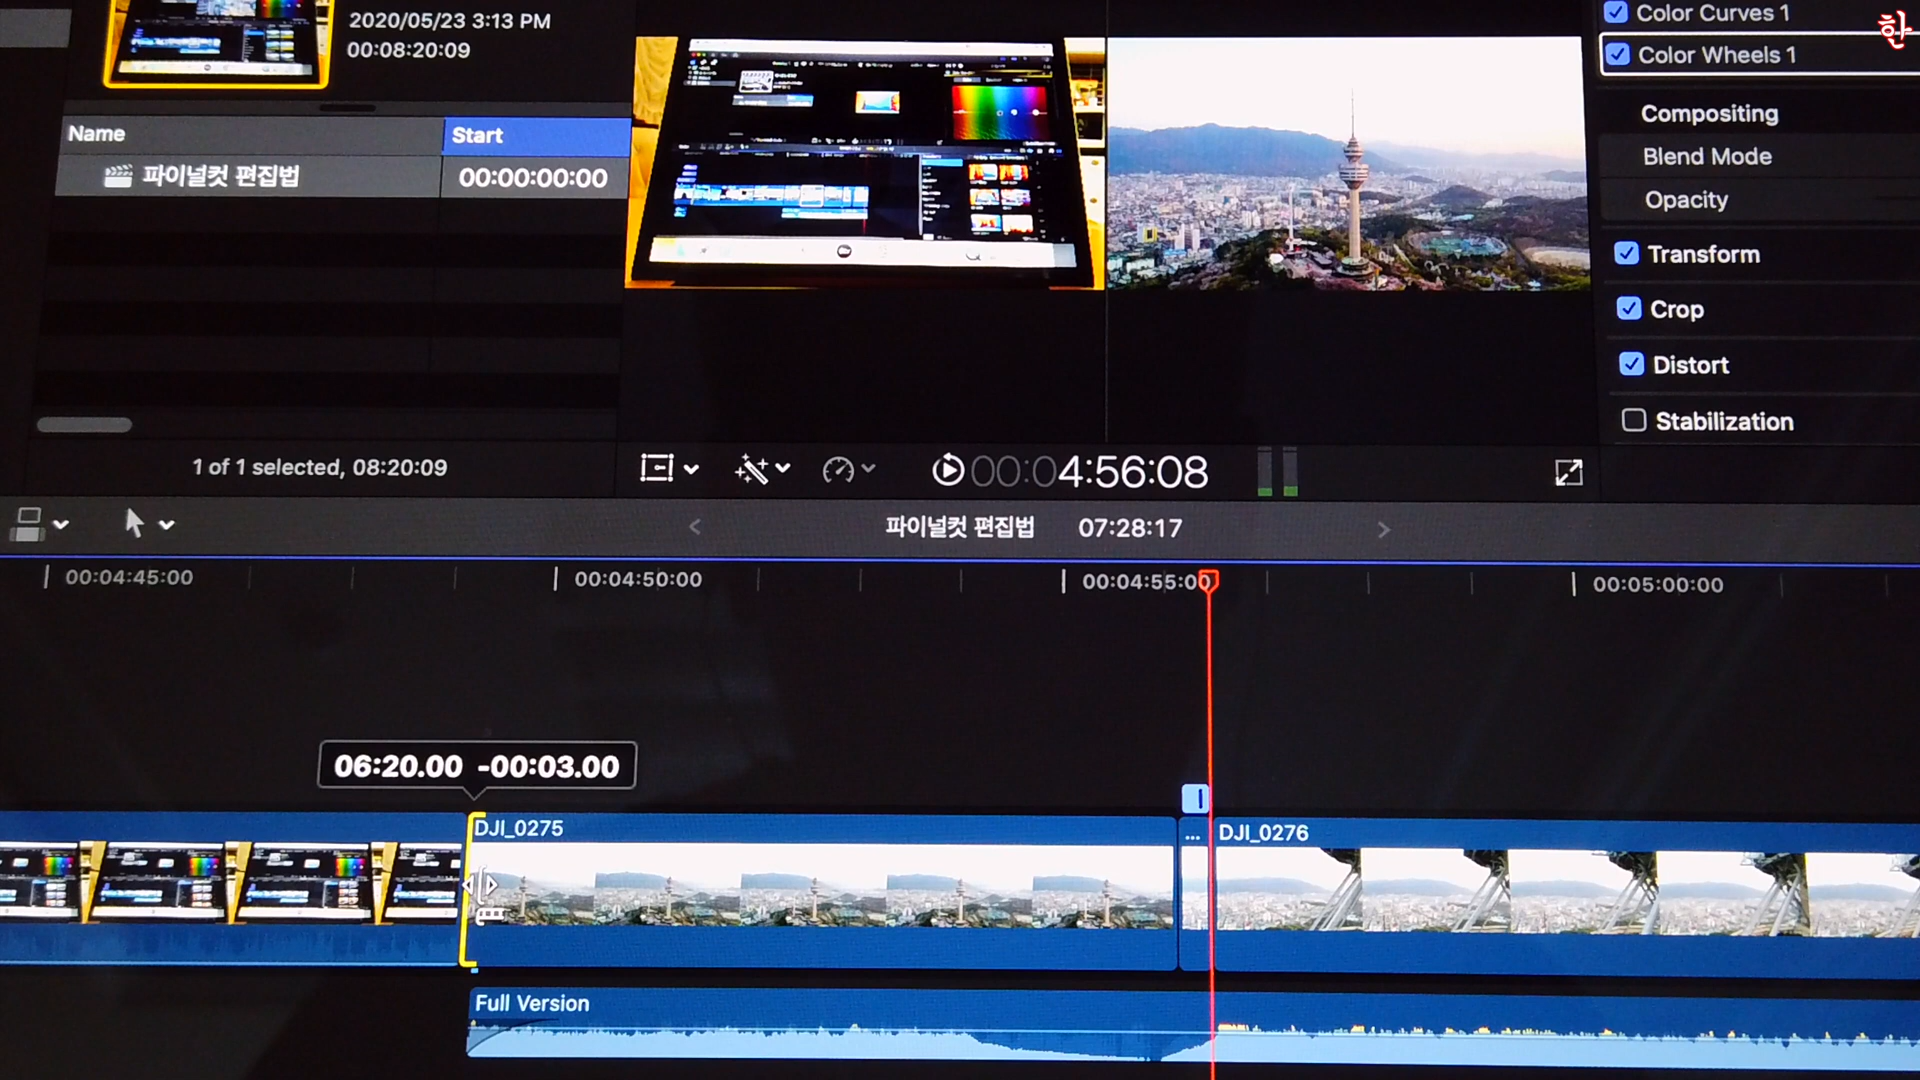 2020/05/23 3:13 PM
00:08:20:09
Name
Start
파이널컷 편집법
00:00:00:00
1 of 1 selected, 08:20:09
00:04:56:08
Color Curves 1
Color Wheels 1
Compositing
Blend Mode
Opacity
Transform
Crop
Distort
Stabilization
한
파이널컷 편집법
07:28:17
00:04:45:00
00:04:50:00
00:04:55:00
00:05:00:00
06:20.00 -00:03.00
DJI_0275
...
DJI_0276
Full Version